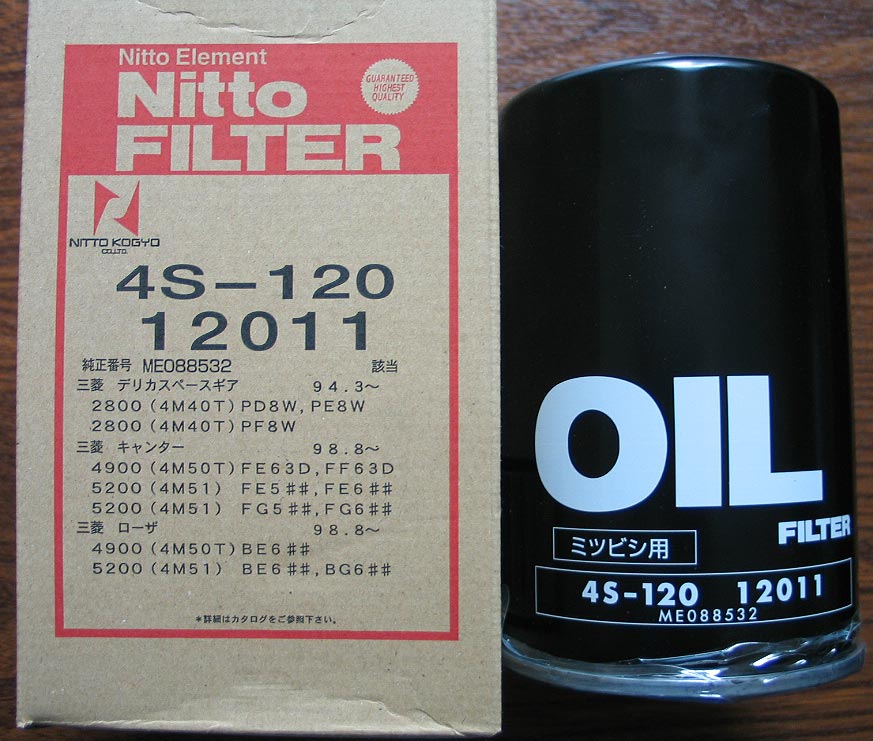 Nitto Element
Nitto
FILTER
GUARANTEED
HIGHEST
QUALITY
NITTO KOGYO
CO.,LTD.
4S-120
12011
純正番号 ME088532 該当
三菱 デリカスペースギア 94.3~
2800 (4M40T) PD8W, PE8W
2800 (4M40T) PF8W
三菱 キャンター 98.8~
4900 (4M50T) FE63D, FF63D
5200 (4M51) FE5##, FE6##
5200 (4M51) FG5##, FG6##
三菱 ローザ 98.8~
4900 (4M50T) BE6##
5200 (4M51) BE6##, BG6##
*詳細はカタログをご参照下さい。
OIL
FILTER
ミツビシ用
4S-120 12011
ME088532